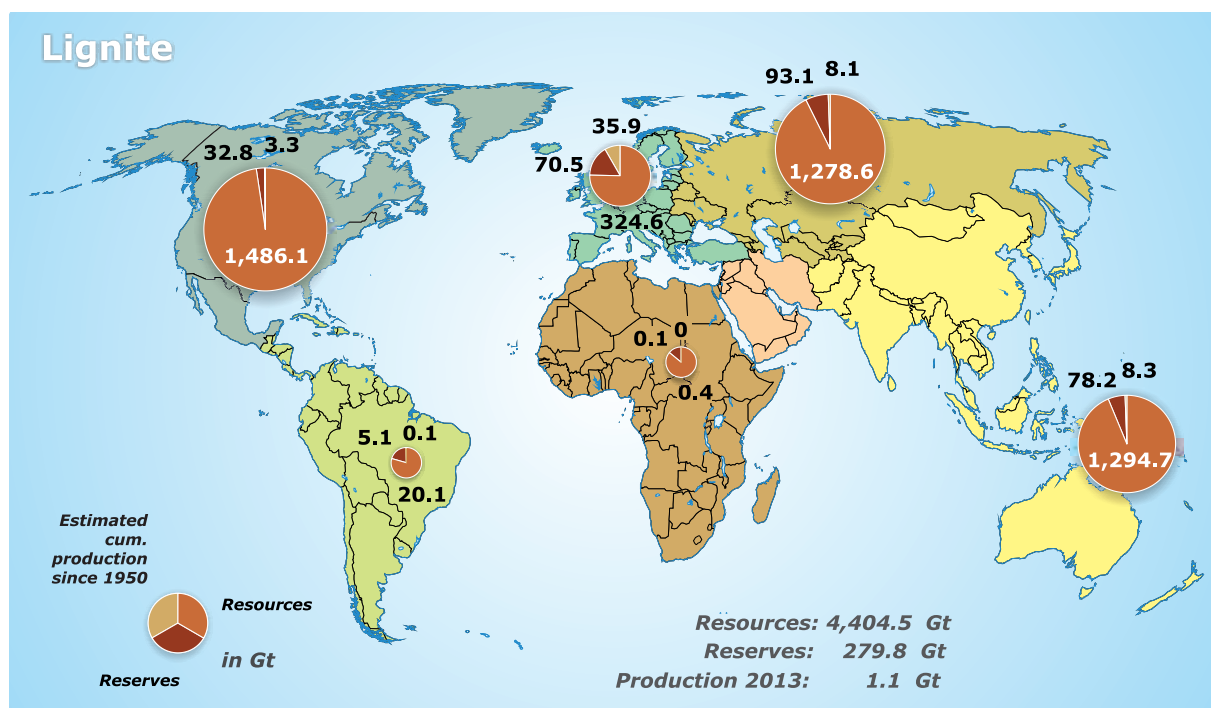 Lignite
93.1 8.1
1,278.6
35.9
70.5
324.6
32.8 3.3
1,486.1
0
0.1
0.4
78.2 8.3
1,294.7
5.1 0.1
20.1
Estimated
cum.
production
since 1950
Resources
in Gt
Reserves
Resources: 4,404.5 Gt
Reserves: 279.8 Gt
Production 2013: 1.1 Gt